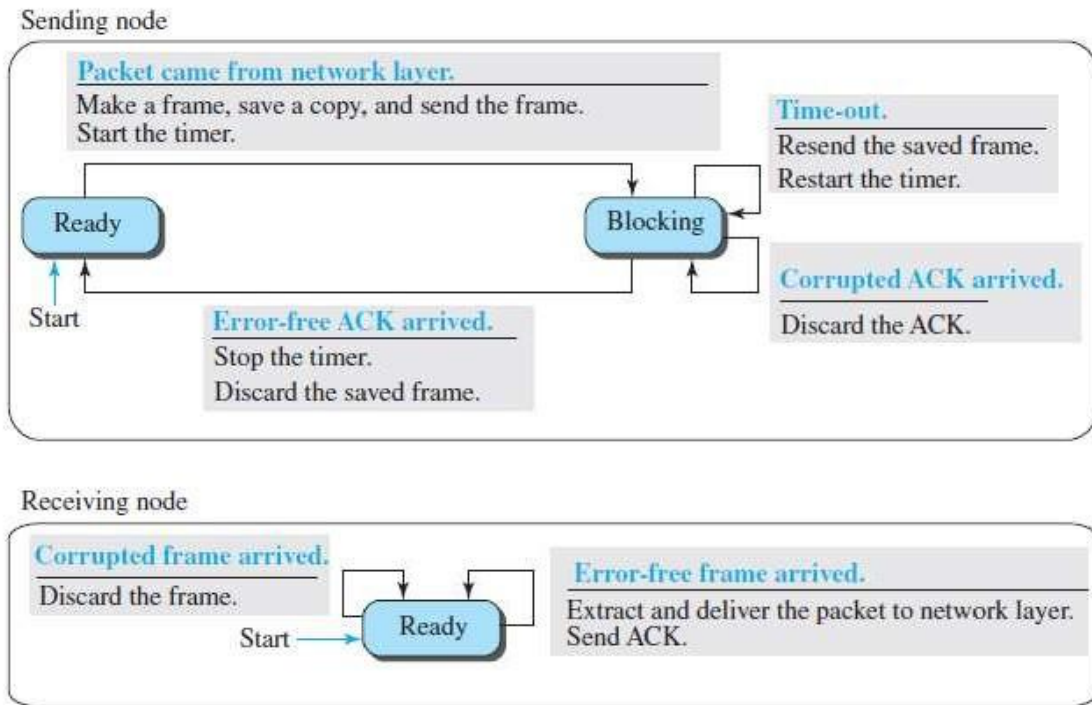 Sending node
Packet came from network layer.
Make a frame, save a copy, and send the frame.
Start the timer.
Time-out.
Resend the saved frame.
Restart the timer.
Ready
Blocking
Start
Error-free ACK arrived.
Stop the timer.
Discard the saved frame.
Corrupted ACK arrived.
Discard the ACK.
Receiving node
Corrupted frame arrived.
Discard the frame.
Start
Ready
Error-free frame arrived.
Extract and deliver the packet to network layer.
Send ACK.